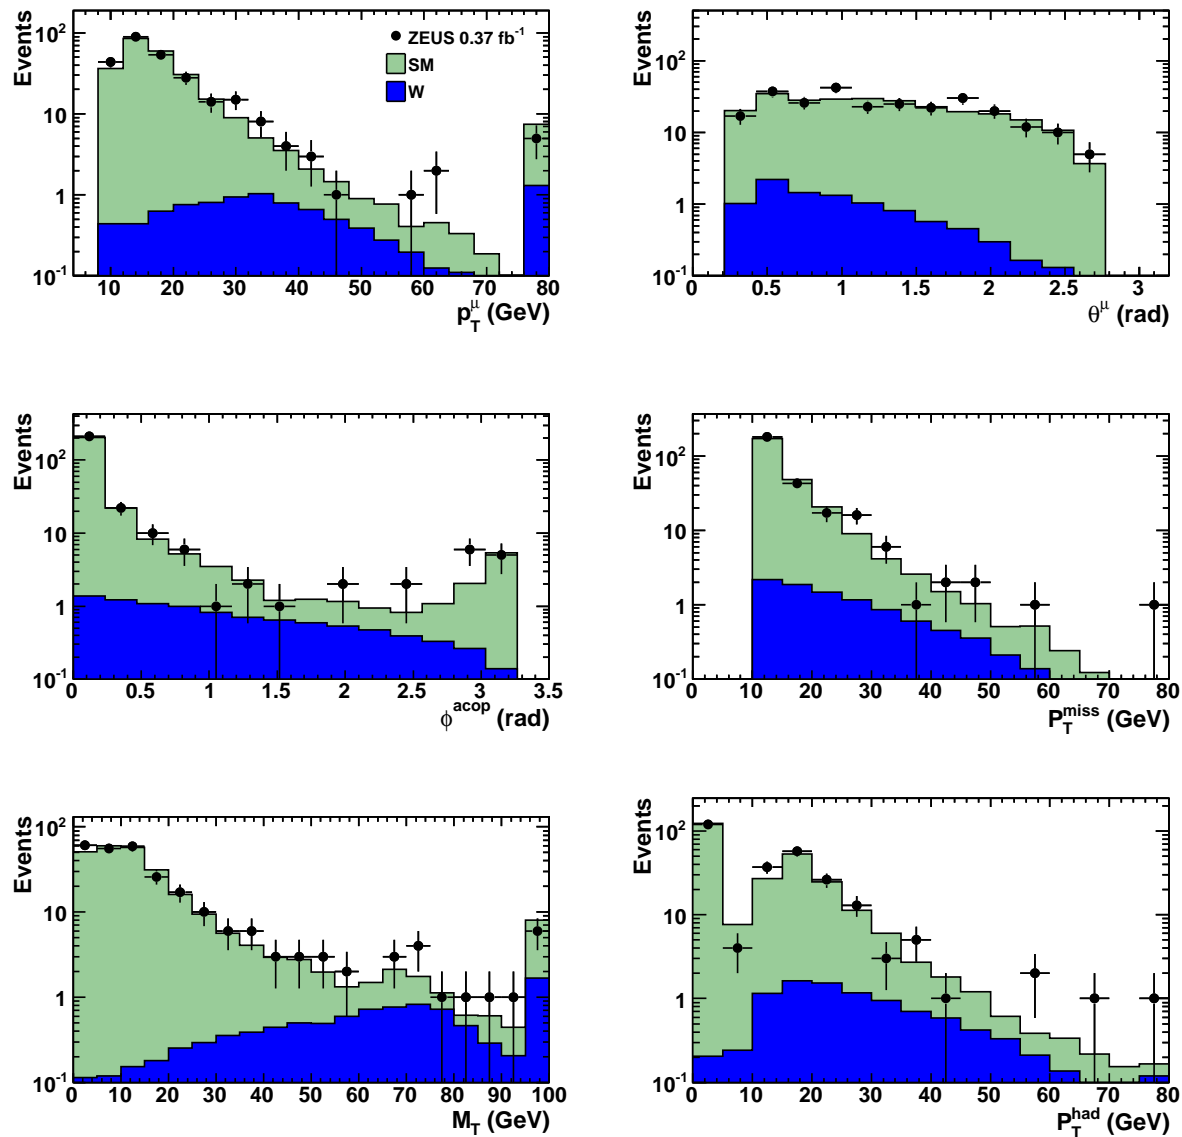 Events
10²
10
1
10⁻¹
10 20 30 40 50 60 70 80
p_T^μ (GeV)
ZEUS 0.37 fb⁻¹
SM
W
Events
10²
10
1
10⁻¹
0 0.5 1 1.5 2 2.5 3
θ^μ (rad)
Events
10²
10
1
10⁻¹
0 0.5 1 1.5 2 2.5 3 3.5
ϕ^acop (rad)
Events
10²
10
1
10⁻¹
0 10 20 30 40 50 60 70 80
P_T^miss (GeV)
Events
10²
10
1
10⁻¹
0 10 20 30 40 50 60 70 80 90 100
M_T (GeV)
Events
10²
10
1
10⁻¹
0 10 20 30 40 50 60 70 80
P_T^had (GeV)